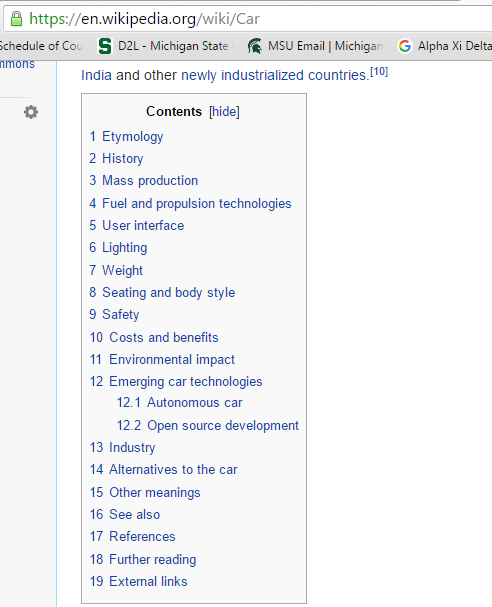 https://en.wikipedia.org/wiki/Car
Schedule of Cou D2L - Michigan State MSU Email | Michigan Alpha Xi Delta
mmons
India and other newly industrialized countries.[10]
Contents [hide]
1 Etymology
2 History
3 Mass production
4 Fuel and propulsion technologies
5 User interface
6 Lighting
7 Weight
8 Seating and body style
9 Safety
10 Costs and benefits
11 Environmental impact
12 Emerging car technologies
12.1 Autonomous car
12.2 Open source development
13 Industry
14 Alternatives to the car
15 Other meanings
16 See also
17 References
18 Further reading
19 External links